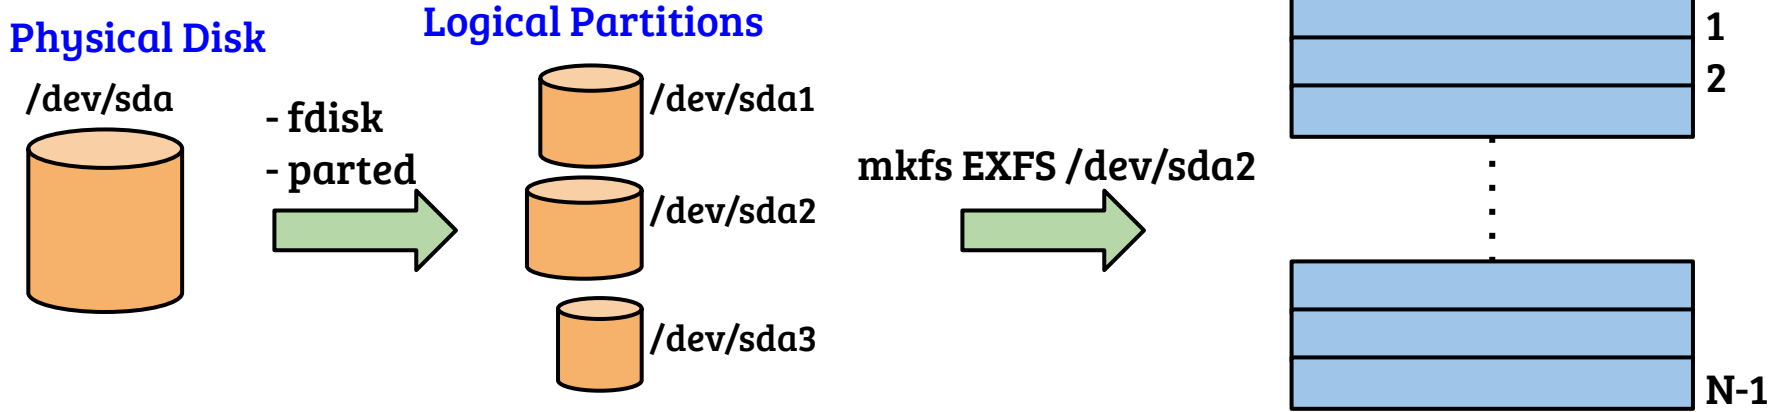 Physical Disk
/dev/sda
- fdisk
- parted
Logical Partitions
/dev/sda1
/dev/sda2
/dev/sda3
mkfs EXFS /dev/sda2
1
2
N-1